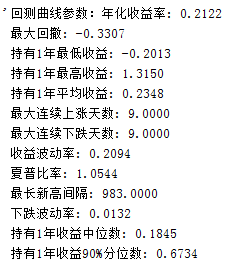 回测曲线参数：年化收益率：0.2122
最大回撤：-0.3307
持有1年最低收益：-0.2013
持有1年最高收益：1.3150
持有1年平均收益：0.2348
最大连续上涨天数：9.0000
最大连续下跌天数：9.0000
收益波动率：0.2094
夏普比率：1.0544
最长新高间隔：983.0000
下跌波动率：0.0132
持有1年收益中位数：0.1845
持有1年收益90%分位数：0.6734